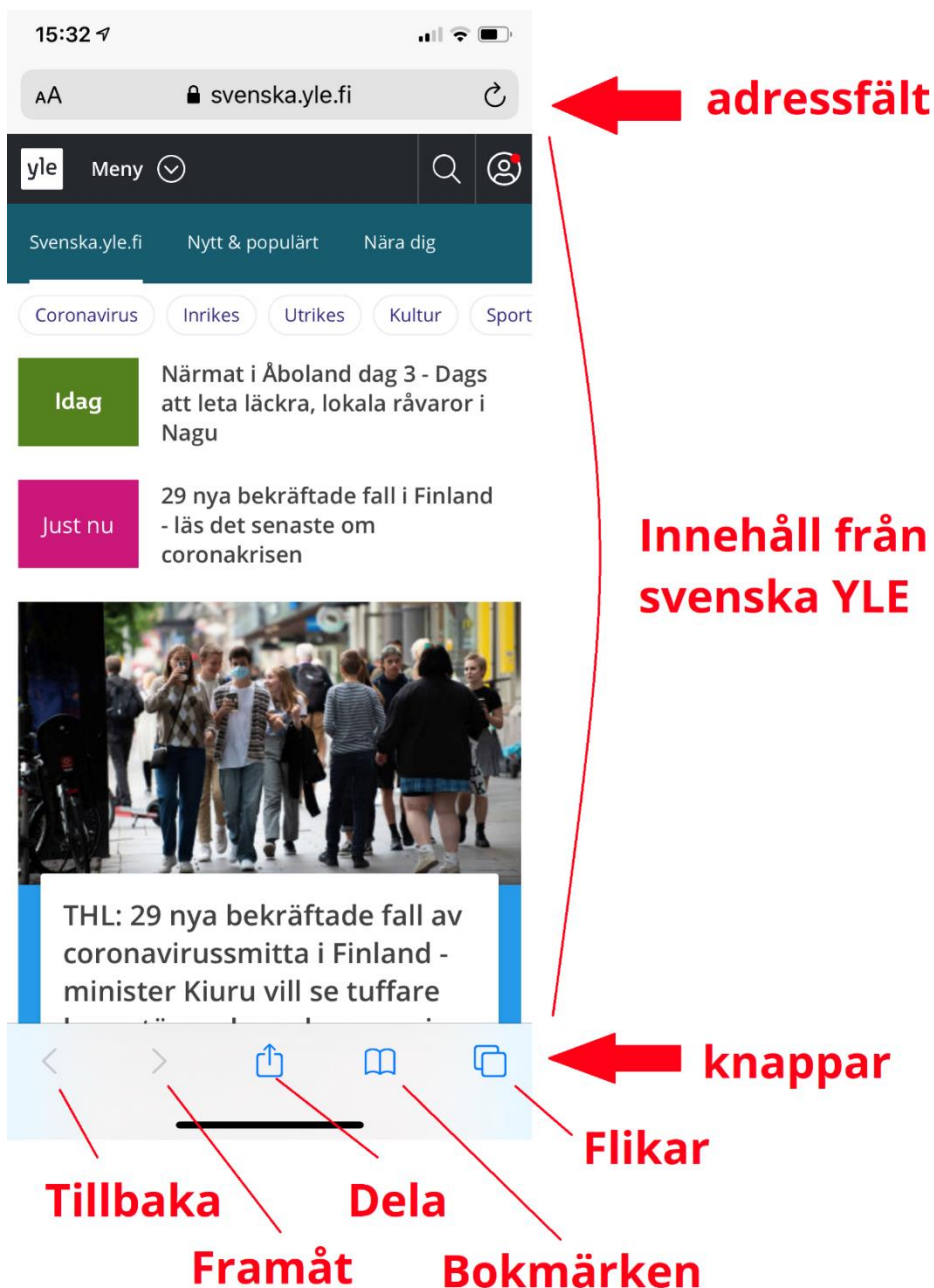 15:32
AA svenska.yle.fi
adressfält
yle Meny
Svenska.yle.fi Nytt & populärt Nära dig
Coronavirus Inrikes Utrikes Kultur Sport
Idag
Närmat i Åboland dag 3 - Dags
att leta läckra, lokala råvaror i
Nagu
Just nu
29 nya bekräftade fall i Finland
- läs det senaste om
coronakrisen
Innehåll från
svenska YLE
THL: 29 nya bekräftade fall av
coronavirussmitta i Finland -
minister Kiuru vill se tuffare
knappar
Flikar
Tillbaka
Dela
Framåt
Bokmärken